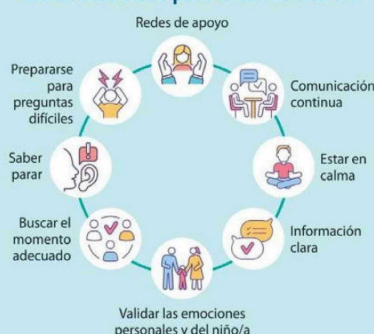 Redes de apoyo
Comunicación
continua
Estar en
calma
Información
clara
Validar las emociones
personales y del niño/a
Buscar el
momento
adecuado
Saber
parar
Prepararse
para
preguntas
difíciles